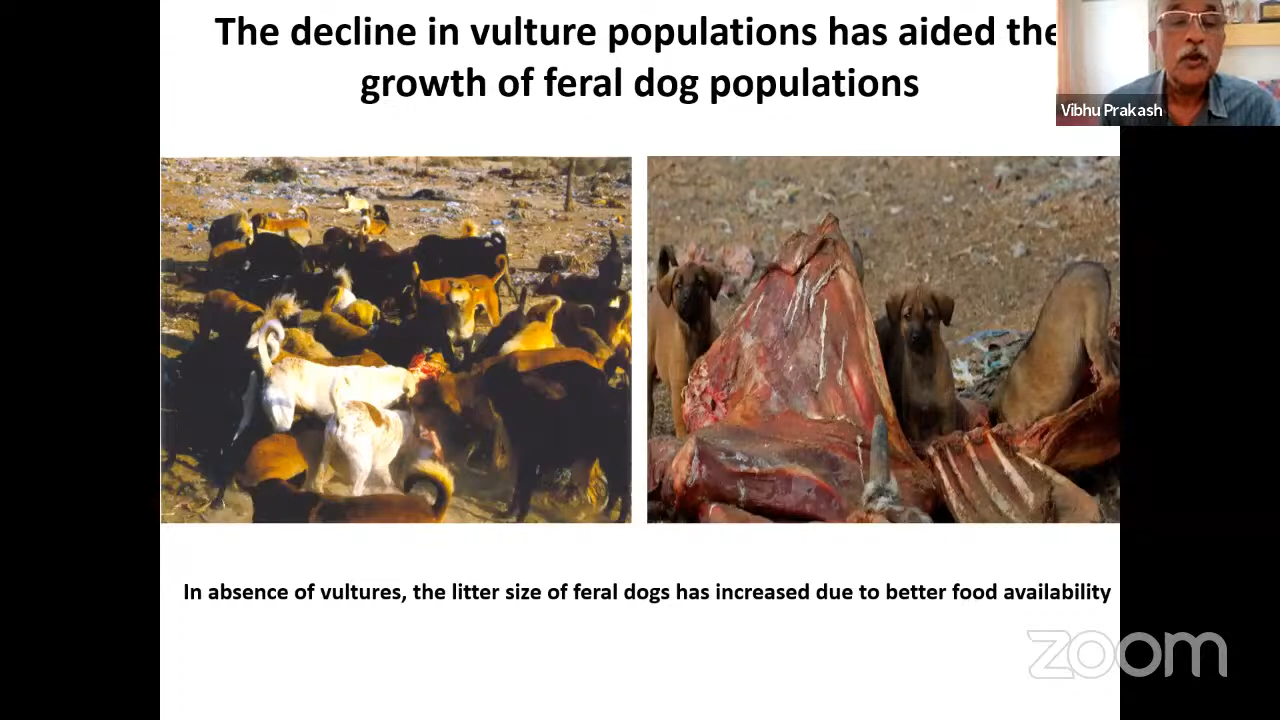 The decline in vulture populations has aided the
growth of feral dog populations
Vibhu Prakash
In absence of vultures, the litter size of feral dogs has increased due to better food availability
zoom